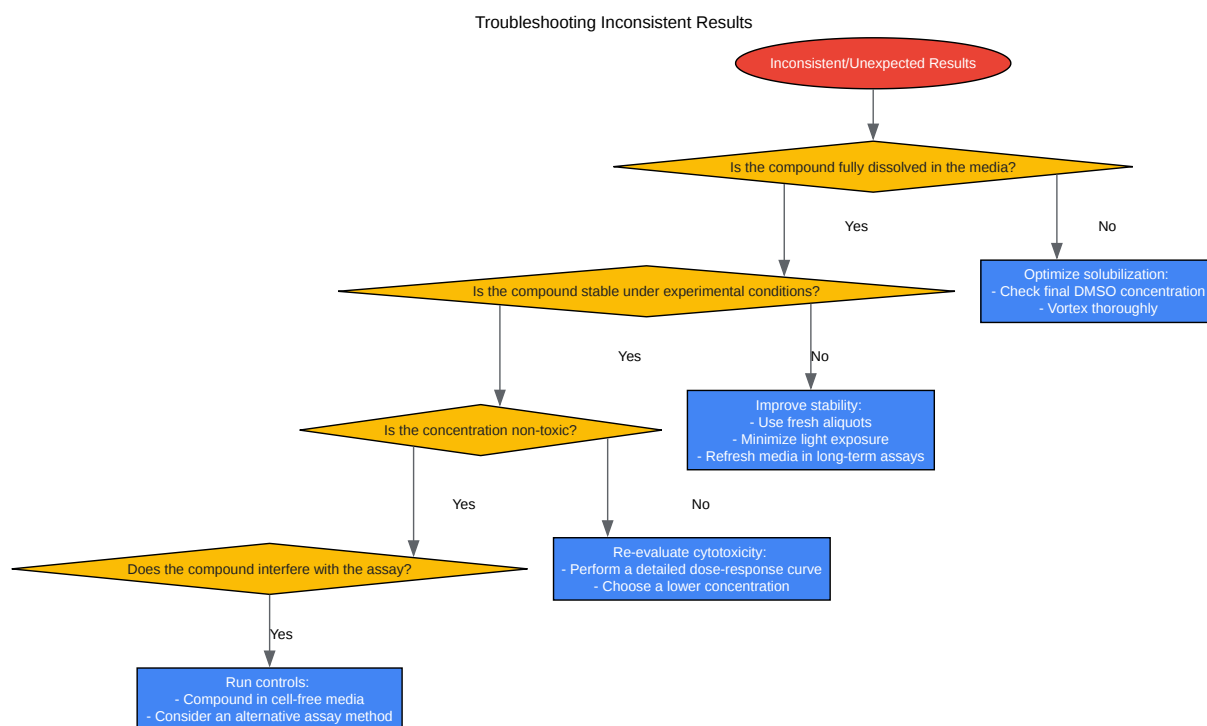 Troubleshooting Inconsistent Results
Inconsistent/Unexpected Results
Is the compound fully dissolved in the media?
Yes
No
Optimize solubilization:
- Check final DMSO concentration
- Vortex thoroughly
Is the compound stable under experimental conditions?
Yes
No
Improve stability:
- Use fresh aliquots
- Minimize light exposure
- Refresh media in long-term assays
Is the concentration non-toxic?
Yes
No
Re-evaluate cytotoxicity:
- Perform a detailed dose-response curve
- Choose a lower concentration
Does the compound interfere with the assay?
Yes
Run controls:
- Compound in cell-free media
- Consider an alternative assay method